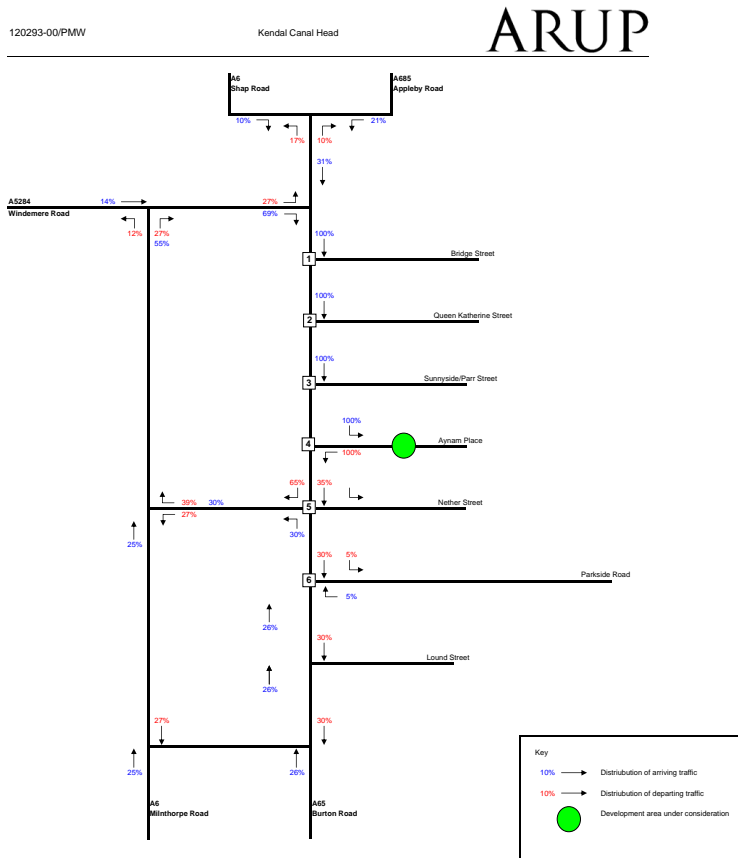 120293-00/PMW
Kendal Canal Head
ARUP
A6
Shap Road
A685
Appleby Road
10%
21%
17%
10%
31%
A5284
Windemere Road
14%
27%
69%
12%
27%
55%
100%
1
Bridge Street
100%
2
Queen Katherine Street
100%
3
Sunnyside/Parr Street
100%
4
Aynam Place
100%
65%
35%
39%
30%
5
Nether Street
27%
30%
25%
30%
5%
6
Parkside Road
5%
26%
30%
Lound Street
26%
27%
30%
25%
26%
A6
Milnthorpe Road
A65
Burton Road
Key
10%
Distriubution of arriving traffic
10%
Distriubution of departing traffic
Development area under consideration